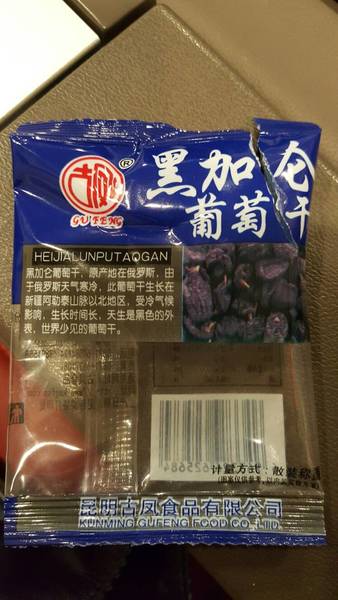 GUFENG
®
黑加仑
葡萄干
HEIJIALUNPUTAOGAN
黑加仑葡萄干，原产地在俄罗斯，由
于俄罗斯天气寒冷，此葡萄干生长在
新疆阿勒泰山脉以北地区，受冷气候
影响，生长时间长，天生是黑色的外
表，世界少见的葡萄干。
625684
计量方式：散装称重
昆明古凤食品有限公司
KUNMING GUFENG FOOD CO.,LTD